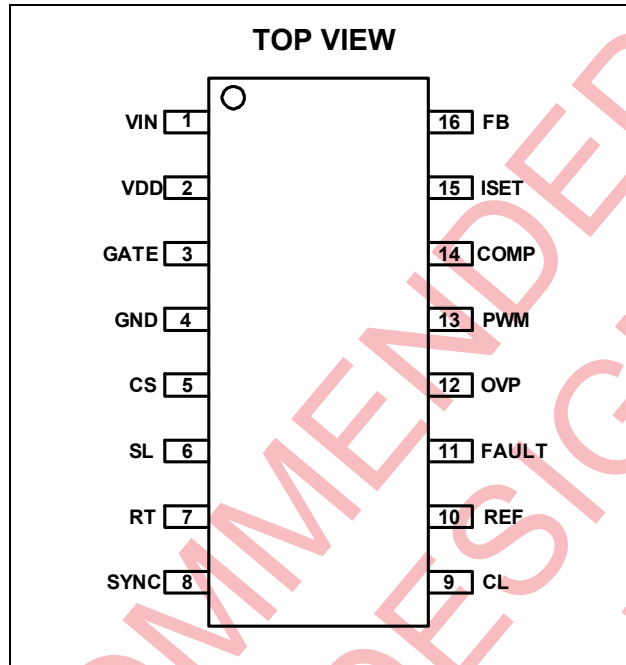 TOP VIEW
VIN 1
16 FB
VDD 2
15 ISET
GATE 3
14 COMP
GND 4
13 PWM
CS 5
12 OVP
SL 6
11 FAULT
RT 7
10 REF
SYNC 8
9 CL